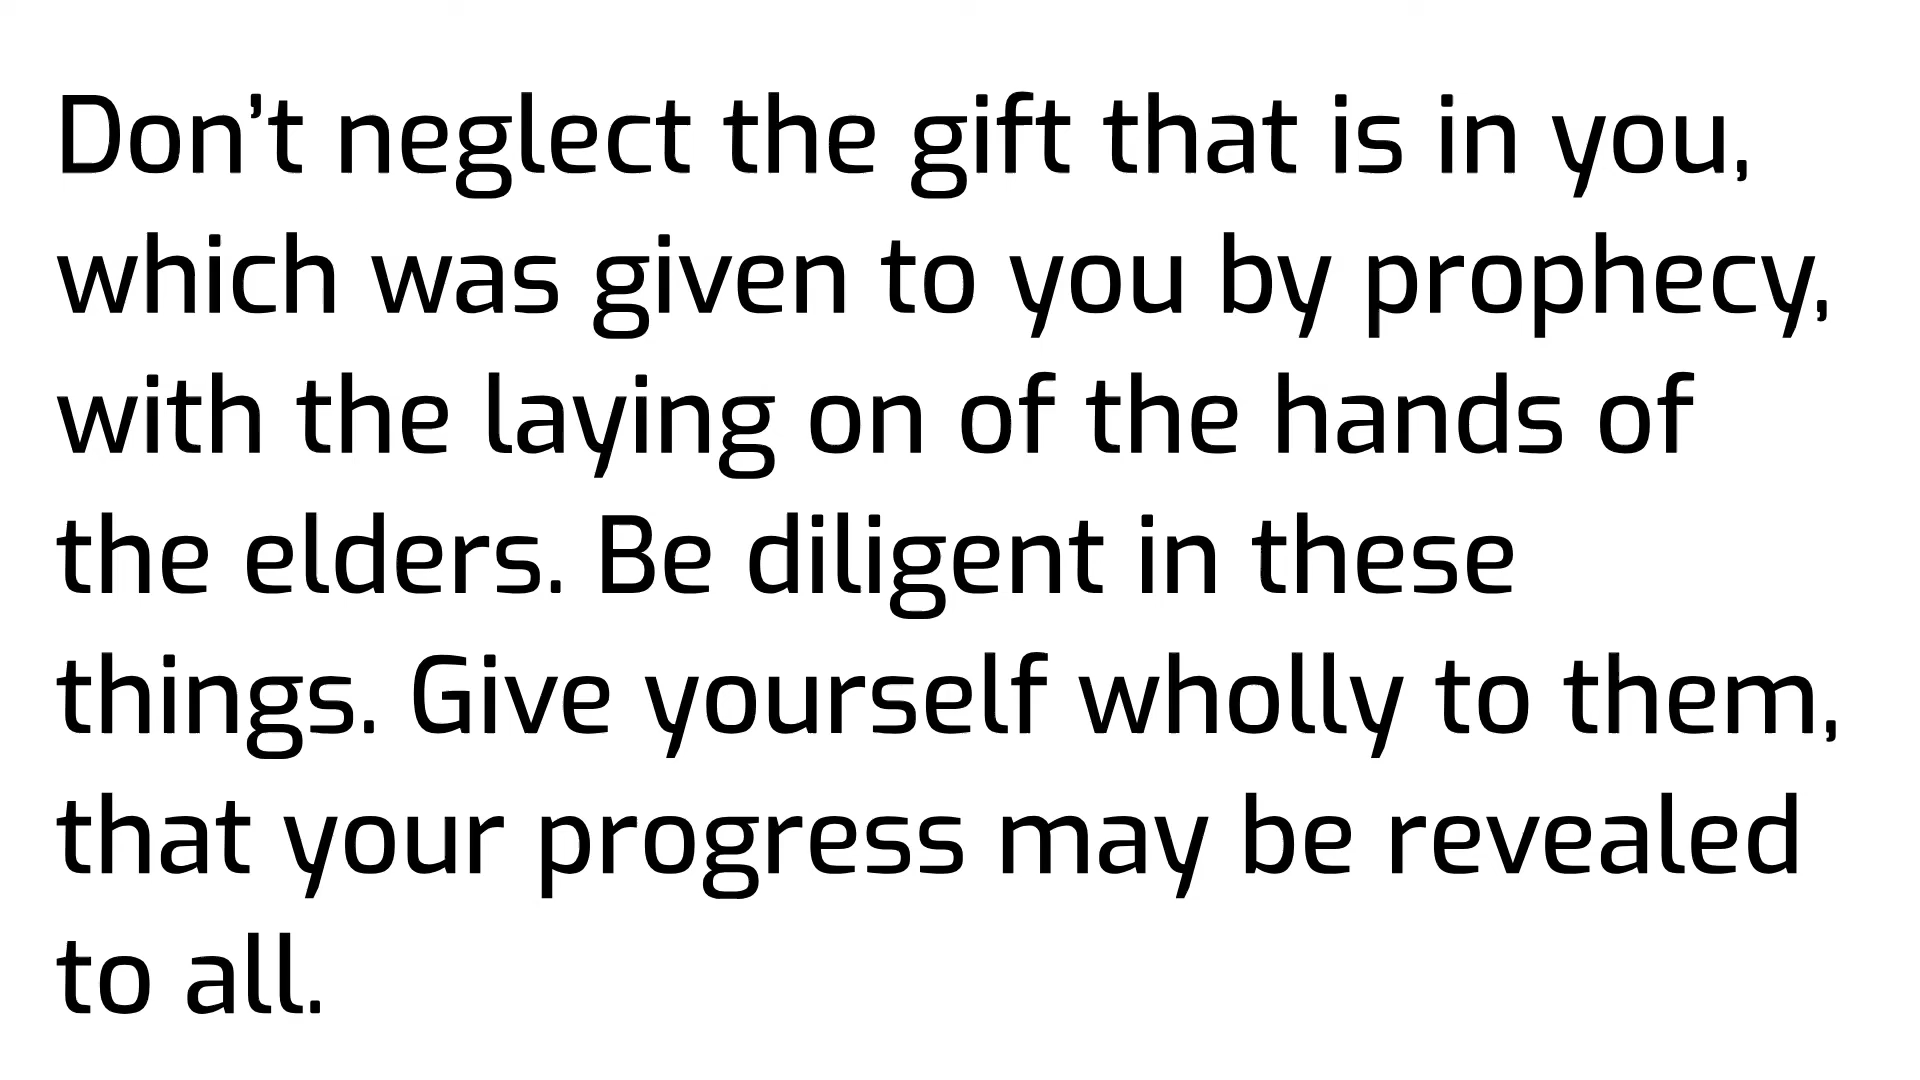 Don’t neglect the gift that is in you,
which was given to you by prophecy,
with the laying on of the hands of
the elders. Be diligent in these
things. Give yourself wholly to them,
that your progress may be revealed
to all.